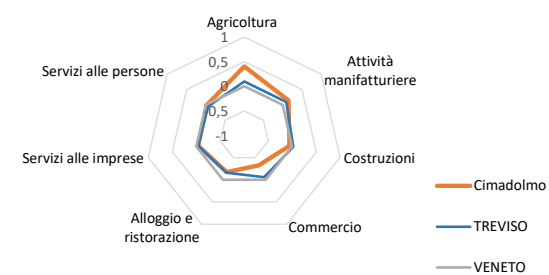 Agricoltura
1
0,5
0
0,5
-1
Attività
manifatturiere
Costruzioni
Commercio
Alloggio e
ristorazione
Servizi alle imprese
Servizi alle persone
Cimadolmo
TREVISO
VENETO